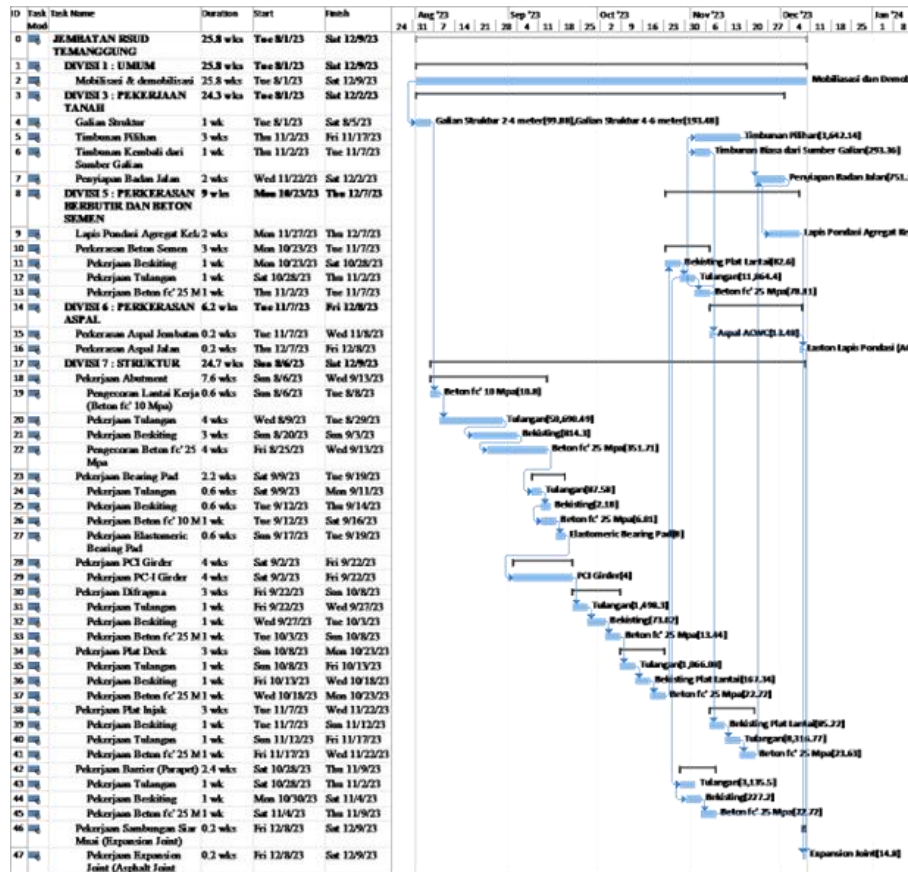 ID Task Mode Task Name Duration Start Finish
Aug '23 Sep '23 Oct '23 Nov '23 Dec '23 Jan '24
24 31 7 14 21 28 4 11 18 25 2 9 16 23 30 6 13 20 27 4 11 18 25 1 8
0 JEMBATAN RSUD TEMANGGUNG 25.8 wks Tue 8/1/23 Sat 12/9/23
1 DIVISI 1 : UMUM 25.8 wks Tue 8/1/23 Sat 12/9/23
2 Mobilisasi & demobilisasi 25.8 wks Tue 8/1/23 Sat 12/9/23 Mobiliasasi dan Demob
3 DIVISI 3 : PEKERJAAN TANAH 24.3 wks Tue 8/1/23 Sat 12/2/23
4 Galian Struktur 1 wk Tue 8/1/23 Sat 8/5/23 Galian Struktur 2-4 meter[99.88],Galian Struktur 4-6 meter[193.48]
5 Timbunan Pilihan 3 wks Thu 11/2/23 Fri 11/17/23 Timbunan Pilihan[1,642.14]
6 Timbunan Kembali dari Sumber Galian 1 wk Thu 11/2/23 Tue 11/7/23 Timbunan Biasa dari Sumber Galian[293.36]
7 Penyiapan Badan Jalan 2 wks Wed 11/22/23 Sat 12/2/23 Penyiapan Badan Jalan[751.
8 DIVISI 5 : PERKERASAN BERBUTIR DAN BETON SEMEN 9 wks Mon 10/23/23 Thu 12/7/23
9 Lapis Pondasi Agregat Kela 2 wks Mon 11/27/23 Thu 12/7/23 Lapis Pondasi Agregat Ke
10 Perkerasan Beton Semen 3 wks Mon 10/23/23 Tue 11/7/23
11 Pekerjaan Beskiting 1 wk Mon 10/23/23 Sat 10/28/23 Bekisting Plat Lantai[82.6]
12 Pekerjaan Tulangan 1 wk Sat 10/28/23 Thu 11/2/23 Tulangan[11,864.4]
13 Pekerjaan Beton fc' 25 M 1 wk Thu 11/2/23 Tue 11/7/23 Beton fc' 25 Mpa[78.81]
14 DIVISI 6 : PERKERASAN ASPAL 6.2 wks Tue 11/7/23 Fri 12/8/23
15 Perkerasan Aspal Jembatan 0.2 wks Tue 11/7/23 Wed 11/8/23 Aspal ACWC[13.48]
16 Perkerasan Aspal Jalan 0.2 wks Thu 12/7/23 Fri 12/8/23 Laston Lapis Pondasi (AC
17 DIVISI 7 : STRUKTUR 24.7 wks Sun 8/6/23 Sat 12/9/23
18 Pekerjaan Abutment 7.6 wks Sun 8/6/23 Wed 9/13/23
19 Pengecoran Lantai Kerja (Beton fc' 10 Mpa) 0.6 wks Sun 8/6/23 Tue 8/8/23 Beton fc' 10 Mpa[10.8]
20 Pekerjaan Tulangan 4 wks Wed 8/9/23 Tue 8/29/23 Tulangan[50,690.49]
21 Pekerjaan Beskiting 3 wks Sun 8/20/23 Sun 9/3/23 Bekisting[814.3]
22 Pengecoran Beton fc' 25 Mpa 4 wks Fri 8/25/23 Wed 9/13/23 Beton fc' 25 Mpa[351.71]
23 Pekerjaan Bearing Pad 2.2 wks Sat 9/9/23 Tue 9/19/23
24 Pekerjaan Tulangan 0.6 wks Sat 9/9/23 Mon 9/11/23 Tulangan[87.58]
25 Pekerjaan Beskiting 0.6 wks Tue 9/12/23 Thu 9/14/23 Bekisting[2.18]
26 Pekerjaan Beton fc' 10 M 1 wk Tue 9/12/23 Sat 9/16/23 Beton fc' 25 Mpa[6.81]
27 Pekerjaan Elastomeric Bearing Pad 0.6 wks Sun 9/17/23 Tue 9/19/23 Elastomeric Bearing Pad[8]
28 Pekerjaan PCI Girder 4 wks Sat 9/2/23 Fri 9/22/23
29 Pekerjaan PC-I Girder 4 wks Sat 9/2/23 Fri 9/22/23 PCI Girder[4]
30 Pekerjaan Difragma 3 wks Fri 9/22/23 Sun 10/8/23
31 Pekerjaan Tulangan 1 wk Fri 9/22/23 Wed 9/27/23 Tulangan[1,498.3]
32 Pekerjaan Beskiting 1 wk Wed 9/27/23 Tue 10/3/23 Bekisting[73.02]
33 Pekerjaan Beton fc' 25 M 1 wk Tue 10/3/23 Sun 10/8/23 Beton fc' 25 Mpa[13.44]
34 Pekerjaan Plat Deck 3 wks Sun 10/8/23 Mon 10/23/23
35 Pekerjaan Tulangan 1 wk Sun 10/8/23 Fri 10/13/23 Tulangan[1,866.08]
36 Pekerjaan Beskiting 1 wk Fri 10/13/23 Wed 10/18/23 Bekisting Plat Lantai[167.34]
37 Pekerjaan Beton fc' 25 M 1 wk Wed 10/18/23 Mon 10/23/23 Beton fc' 25 Mpa[22.72]
38 Pekerjaan Plat Injak 3 wks Tue 11/7/23 Wed 11/22/23
39 Pekerjaan Beskiting 1 wk Tue 11/7/23 Sun 11/12/23 Bekisting Plat Lantai[85.27]
40 Pekerjaan Tulangan 1 wk Sun 11/12/23 Fri 11/17/23 Tulangan[8,316.77]
41 Pekerjaan Beton fc' 25 M 1 wk Fri 11/17/23 Wed 11/22/23 Beton fc' 25 Mpa[23.63]
42 Pekerjaan Barrier (Parapet) 2.4 wks Sat 10/28/23 Thu 11/9/23
43 Pekerjaan Tulangan 1 wk Sat 10/28/23 Thu 11/2/23 Tulangan[3,135.5]
44 Pekerjaan Beskiting 1 wk Mon 10/30/23 Sat 11/4/23 Bekisting[227.2]
45 Pekerjaan Beton fc' 25 M 1 wk Sat 11/4/23 Thu 11/9/23 Beton fc' 25 Mpa[22.72]
46 Pekerjaan Sambungan Siar Muai (Expansion Joint) 0.2 wks Fri 12/8/23 Sat 12/9/23
47 Pekerjaan Expansion Joint (Asphalt Joint 0.2 wks Fri 12/8/23 Sat 12/9/23 Expansion Joint[14.8]